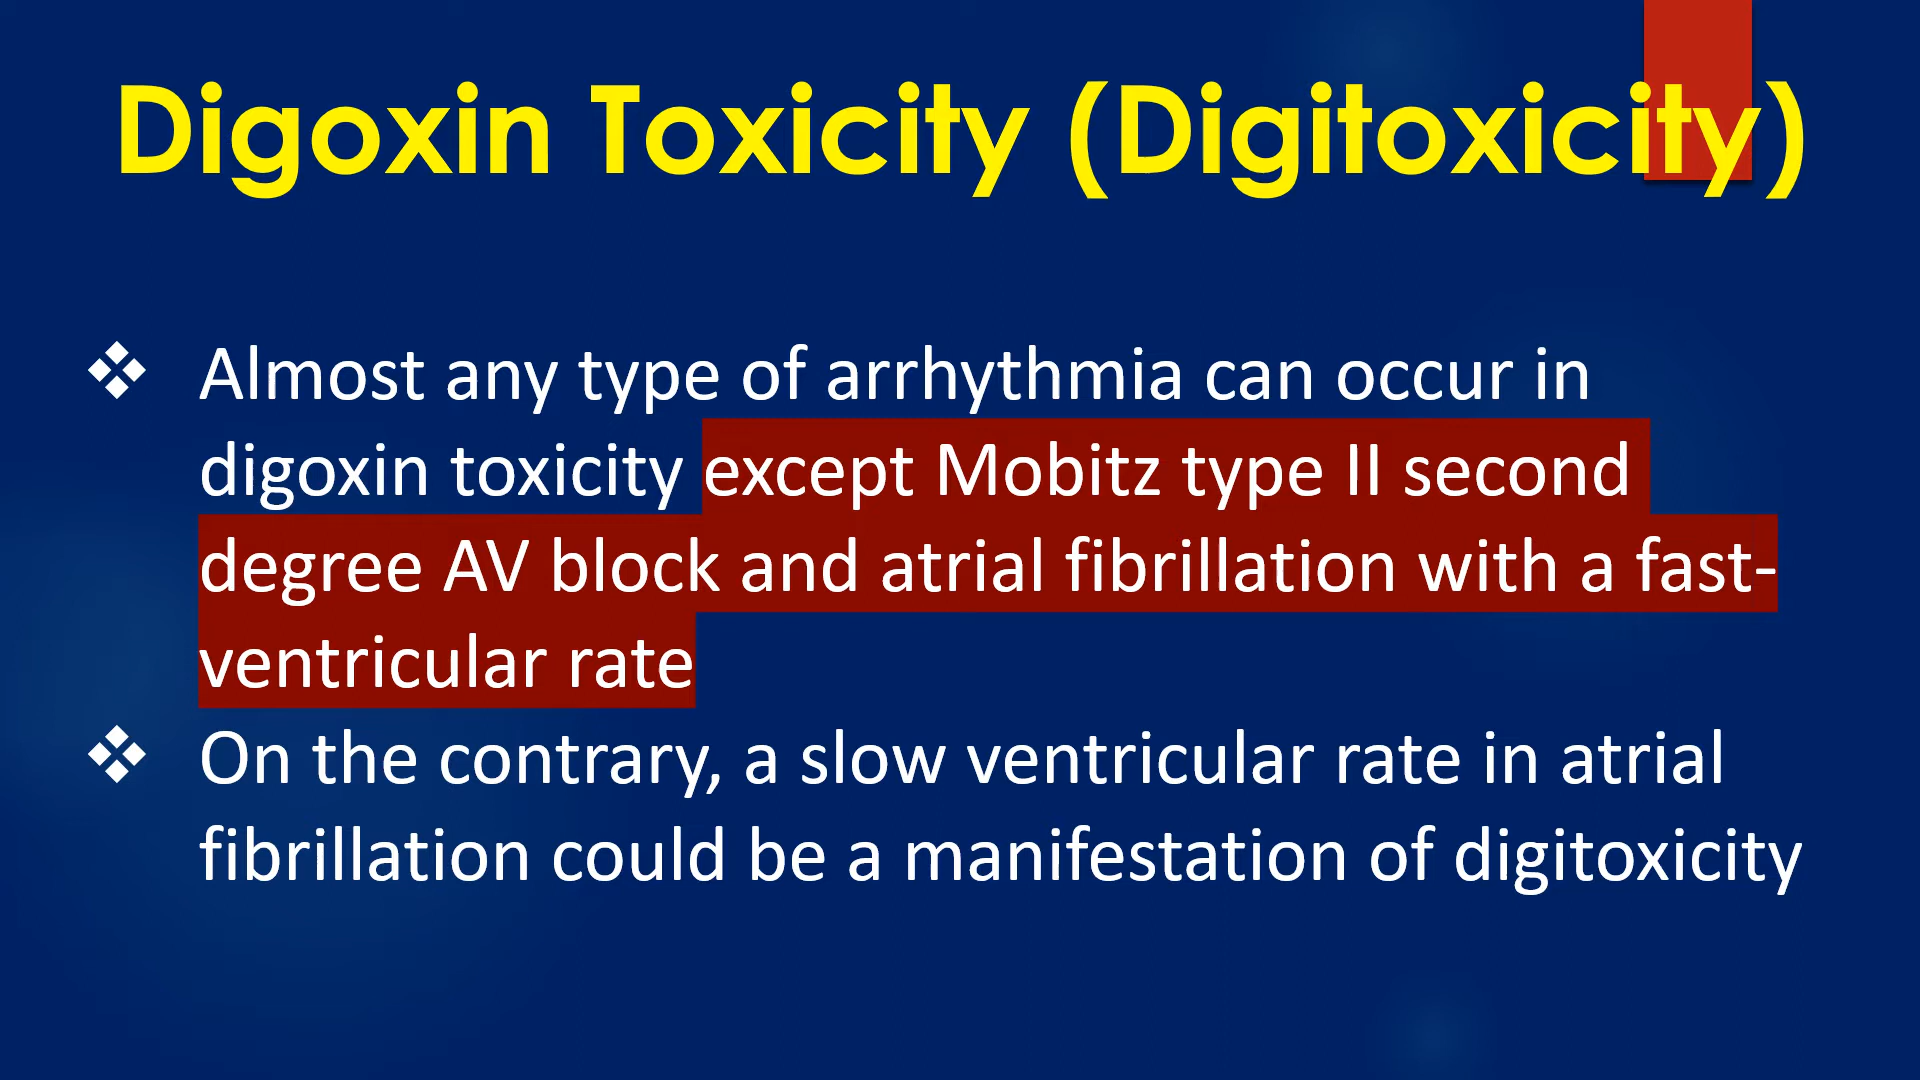 Digoxin Toxicity (Digitoxicity)
❖ Almost any type of arrhythmia can occur in
digoxin toxicity except Mobitz type II second
degree AV block and atrial fibrillation with a fast-
ventricular rate
❖ On the contrary, a slow ventricular rate in atrial
fibrillation could be a manifestation of digitoxicity